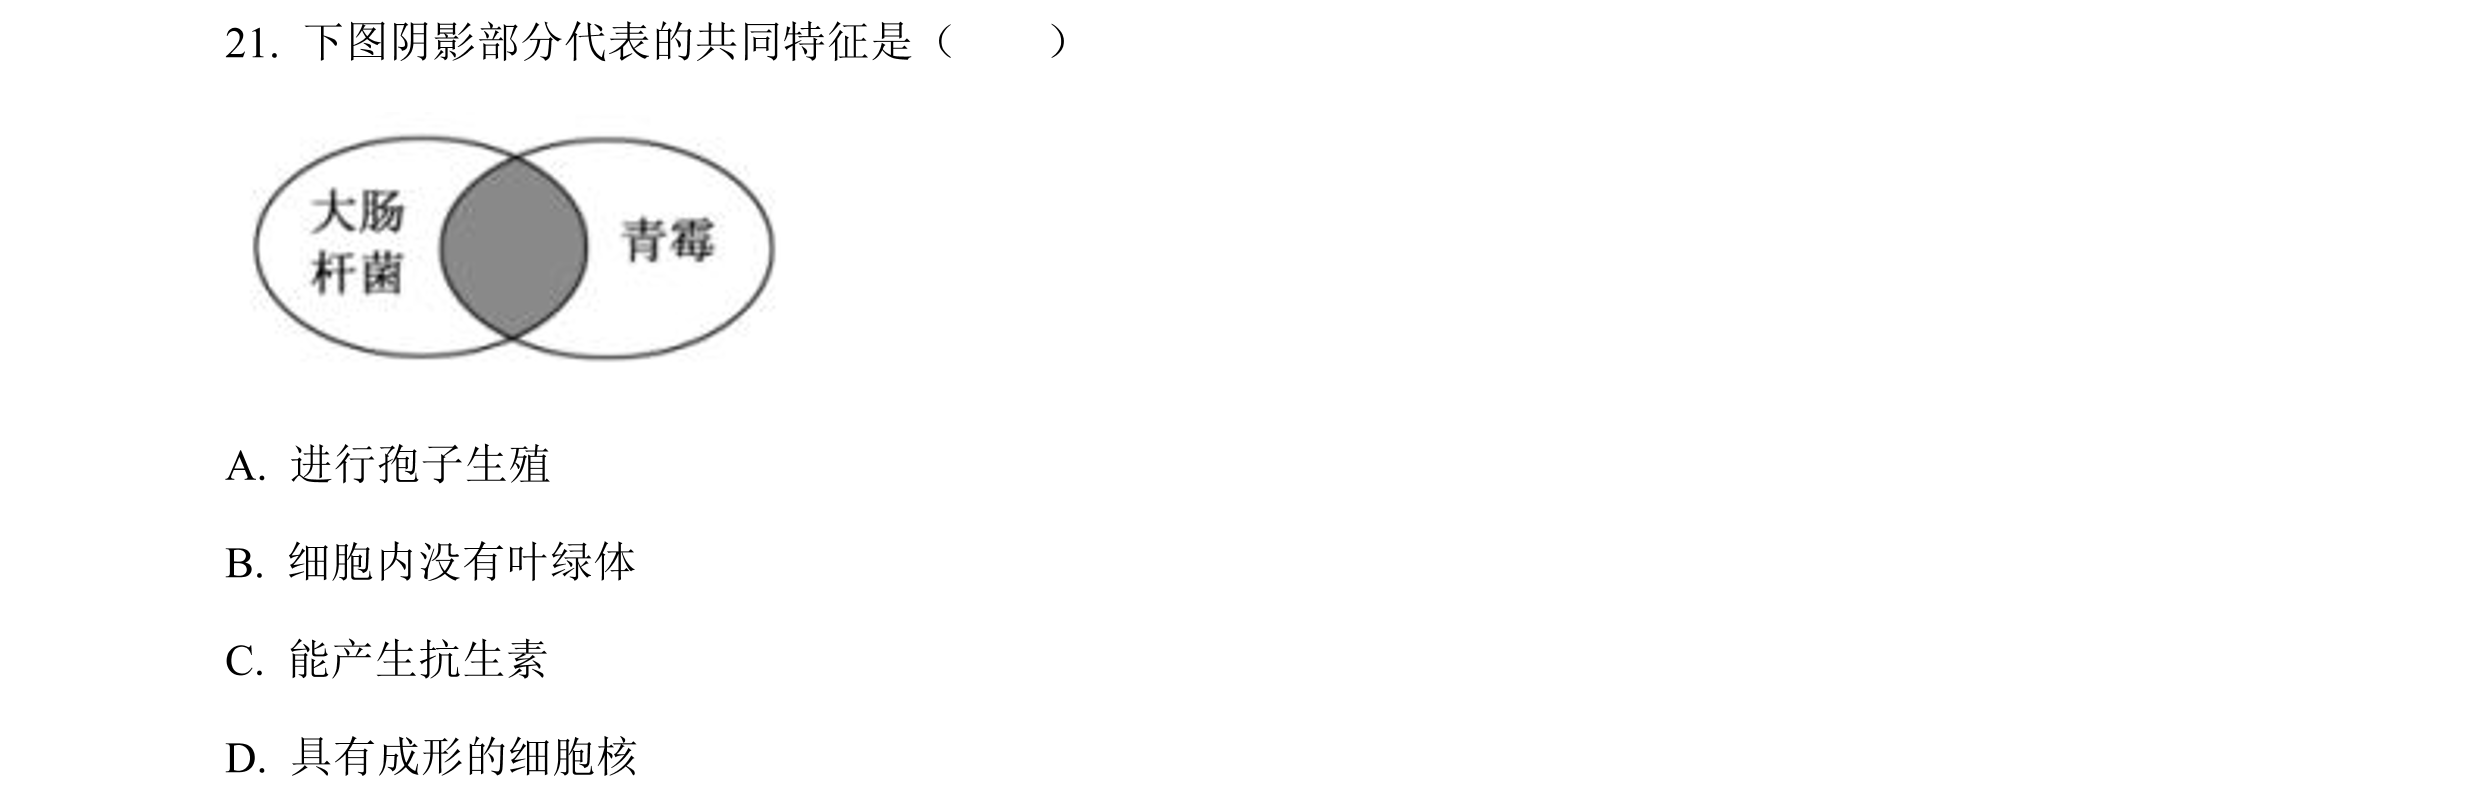 21. 下图阴影部分代表的共同特征是（　　）
大肠
杆菌
青霉
A. 进行孢子生殖
B. 细胞内没有叶绿体
C. 能产生抗生素
D. 具有成形的细胞核